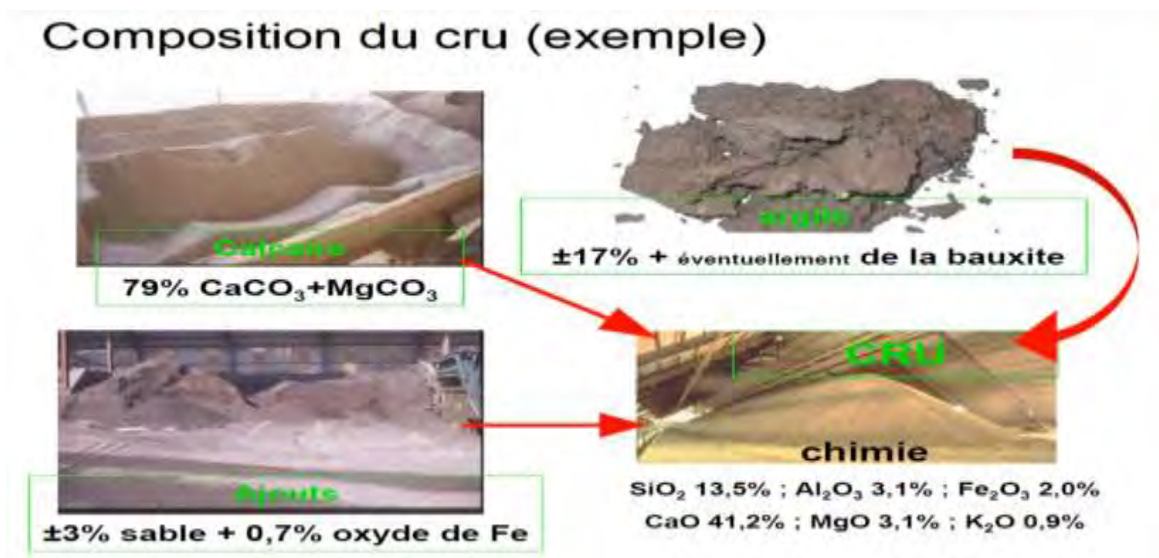 Composition du cru (exemple)
Calcaire
79% CaCO₃+MgCO₃
argile
±17% + éventuellement de la bauxite
Ajouts
±3% sable + 0,7% oxyde de Fe
CRU
chimie
SiO₂ 13,5% ; Al₂O₃ 3,1% ; Fe₂O₃ 2,0%
CaO 41,2% ; MgO 3,1% ; K₂O 0,9%